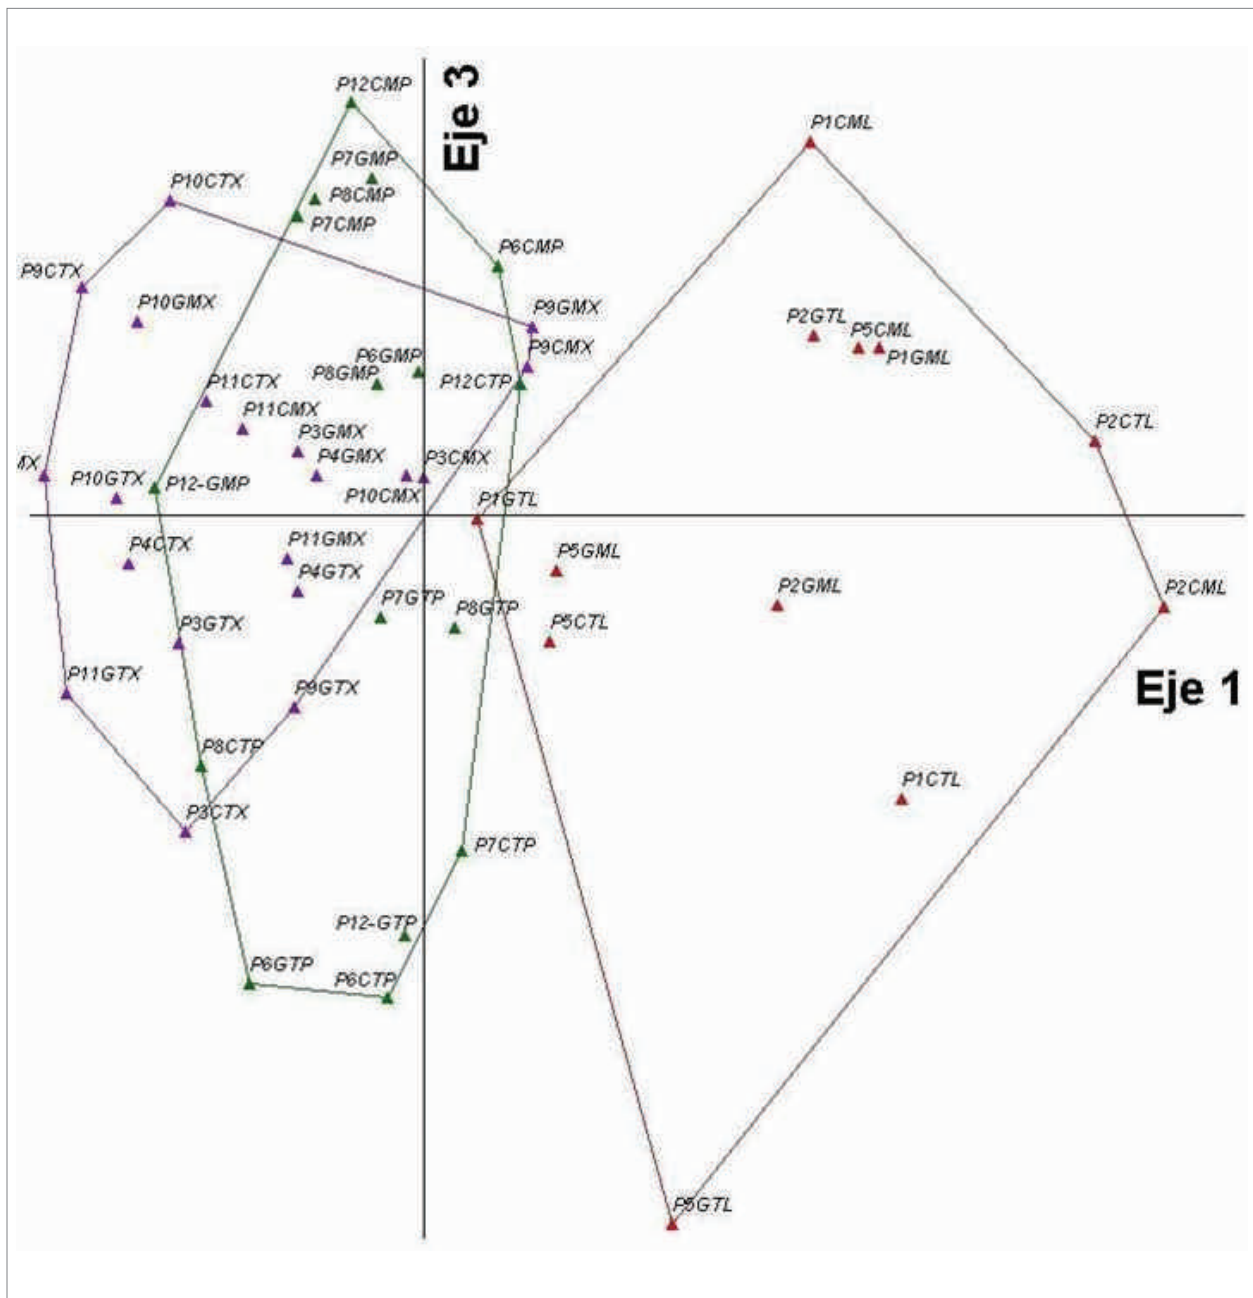 P12CMP
Eje 3
P1CML
P7GMP
P10CTX
P8CMP
P7CMP
P6CMP
P9CTX
P10GMX
P9GMX
P2GTL
P5CML
P9CMX
P1GML
P6GMP
P8GMP
P12CTP
P11CTX
P11CMX
P3GMX
P2CTL
P4GMX
P3CMX
MX
P10GTX
P12-GMP
P10CMX
P1GTL
P4CTX
P11GMX
P5GML
P4GTX
P2GML
P2CML
P7GTP
P8GTP
P5CTL
P3GTX
P11GTX
P9GTX
Eje 1
P8CTP
P1CTL
P3CTX
P7CTP
P12-GTP
P6GTP
P6CTP
P5GTL